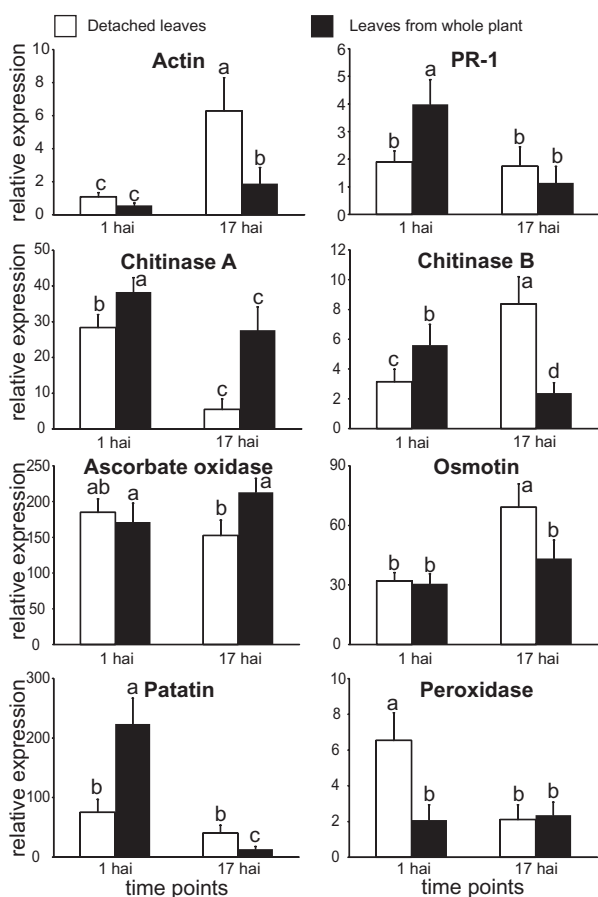 Detached leaves Leaves from whole plant
Actin
relative expression
10
8
6
4
2
0
c c a b
1 hai 17 hai
PR-1
6
5
4
3
2
1
0
b a b b
1 hai 17 hai
Chitinase A
relative expression
50
40
30
20
10
0
b a c c
1 hai 17 hai
Chitinase B
12
10
8
6
4
2
0
c b a d
1 hai 17 hai
Ascorbate oxidase
relative expression
250
200
150
100
50
0
ab a b a
1 hai 17 hai
Osmotin
90
60
30
0
b b a b
1 hai 17 hai
Patatin
relative expression
300
200
100
0
b a b c
1 hai 17 hai
time points
Peroxidase
8
6
4
2
0
a b b b
1 hai 17 hai
time points